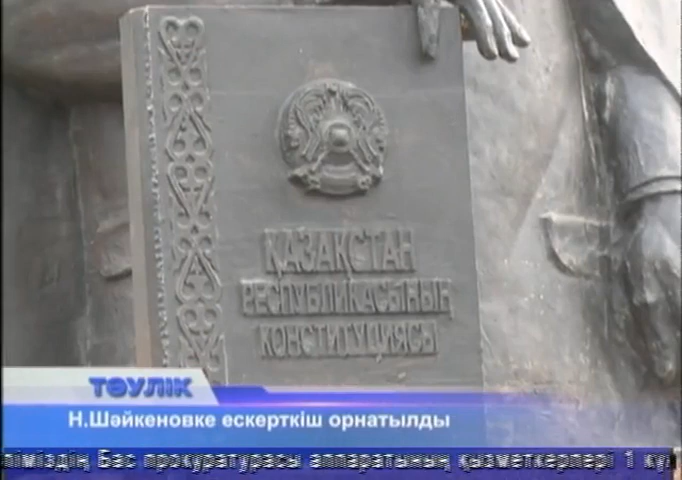 ҚАЗАҚСТАН
РЕСПУБЛИКАСЫНЫҢ
КОНСТИТУЦИЯСЫ
ТӘУЛІК
Н.Шәйкеновке ескерткіш орнатылды
Бас прокуратурасы аппаратының қызметкерлері 1